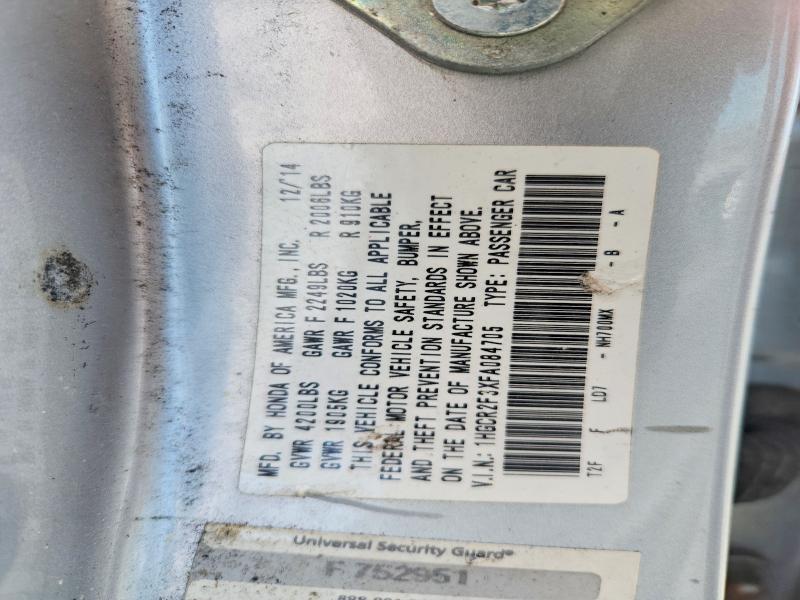 MFD. BY HONDA OF AMERICA MFG., INC. 12/14
GVWR 4200LBS GAWR F 2249LBS R 2006LBS
GVWR 1905KG GAWR F 1020KG R 910KG
THIS VEHICLE CONFORMS TO ALL APPLICABLE
FEDERAL MOTOR VEHICLE SAFETY, BUMPER,
AND THEFT PREVENTION STANDARDS IN EFFECT
ON THE DATE OF MANUFACTURE SHOWN ABOVE.
V.I.N.: 1HGCR2F3XFA084705 TYPE: PASSENGER CAR
T2F F LD7 - NH700MX - B - A
Universal Security Guard®
F 752951